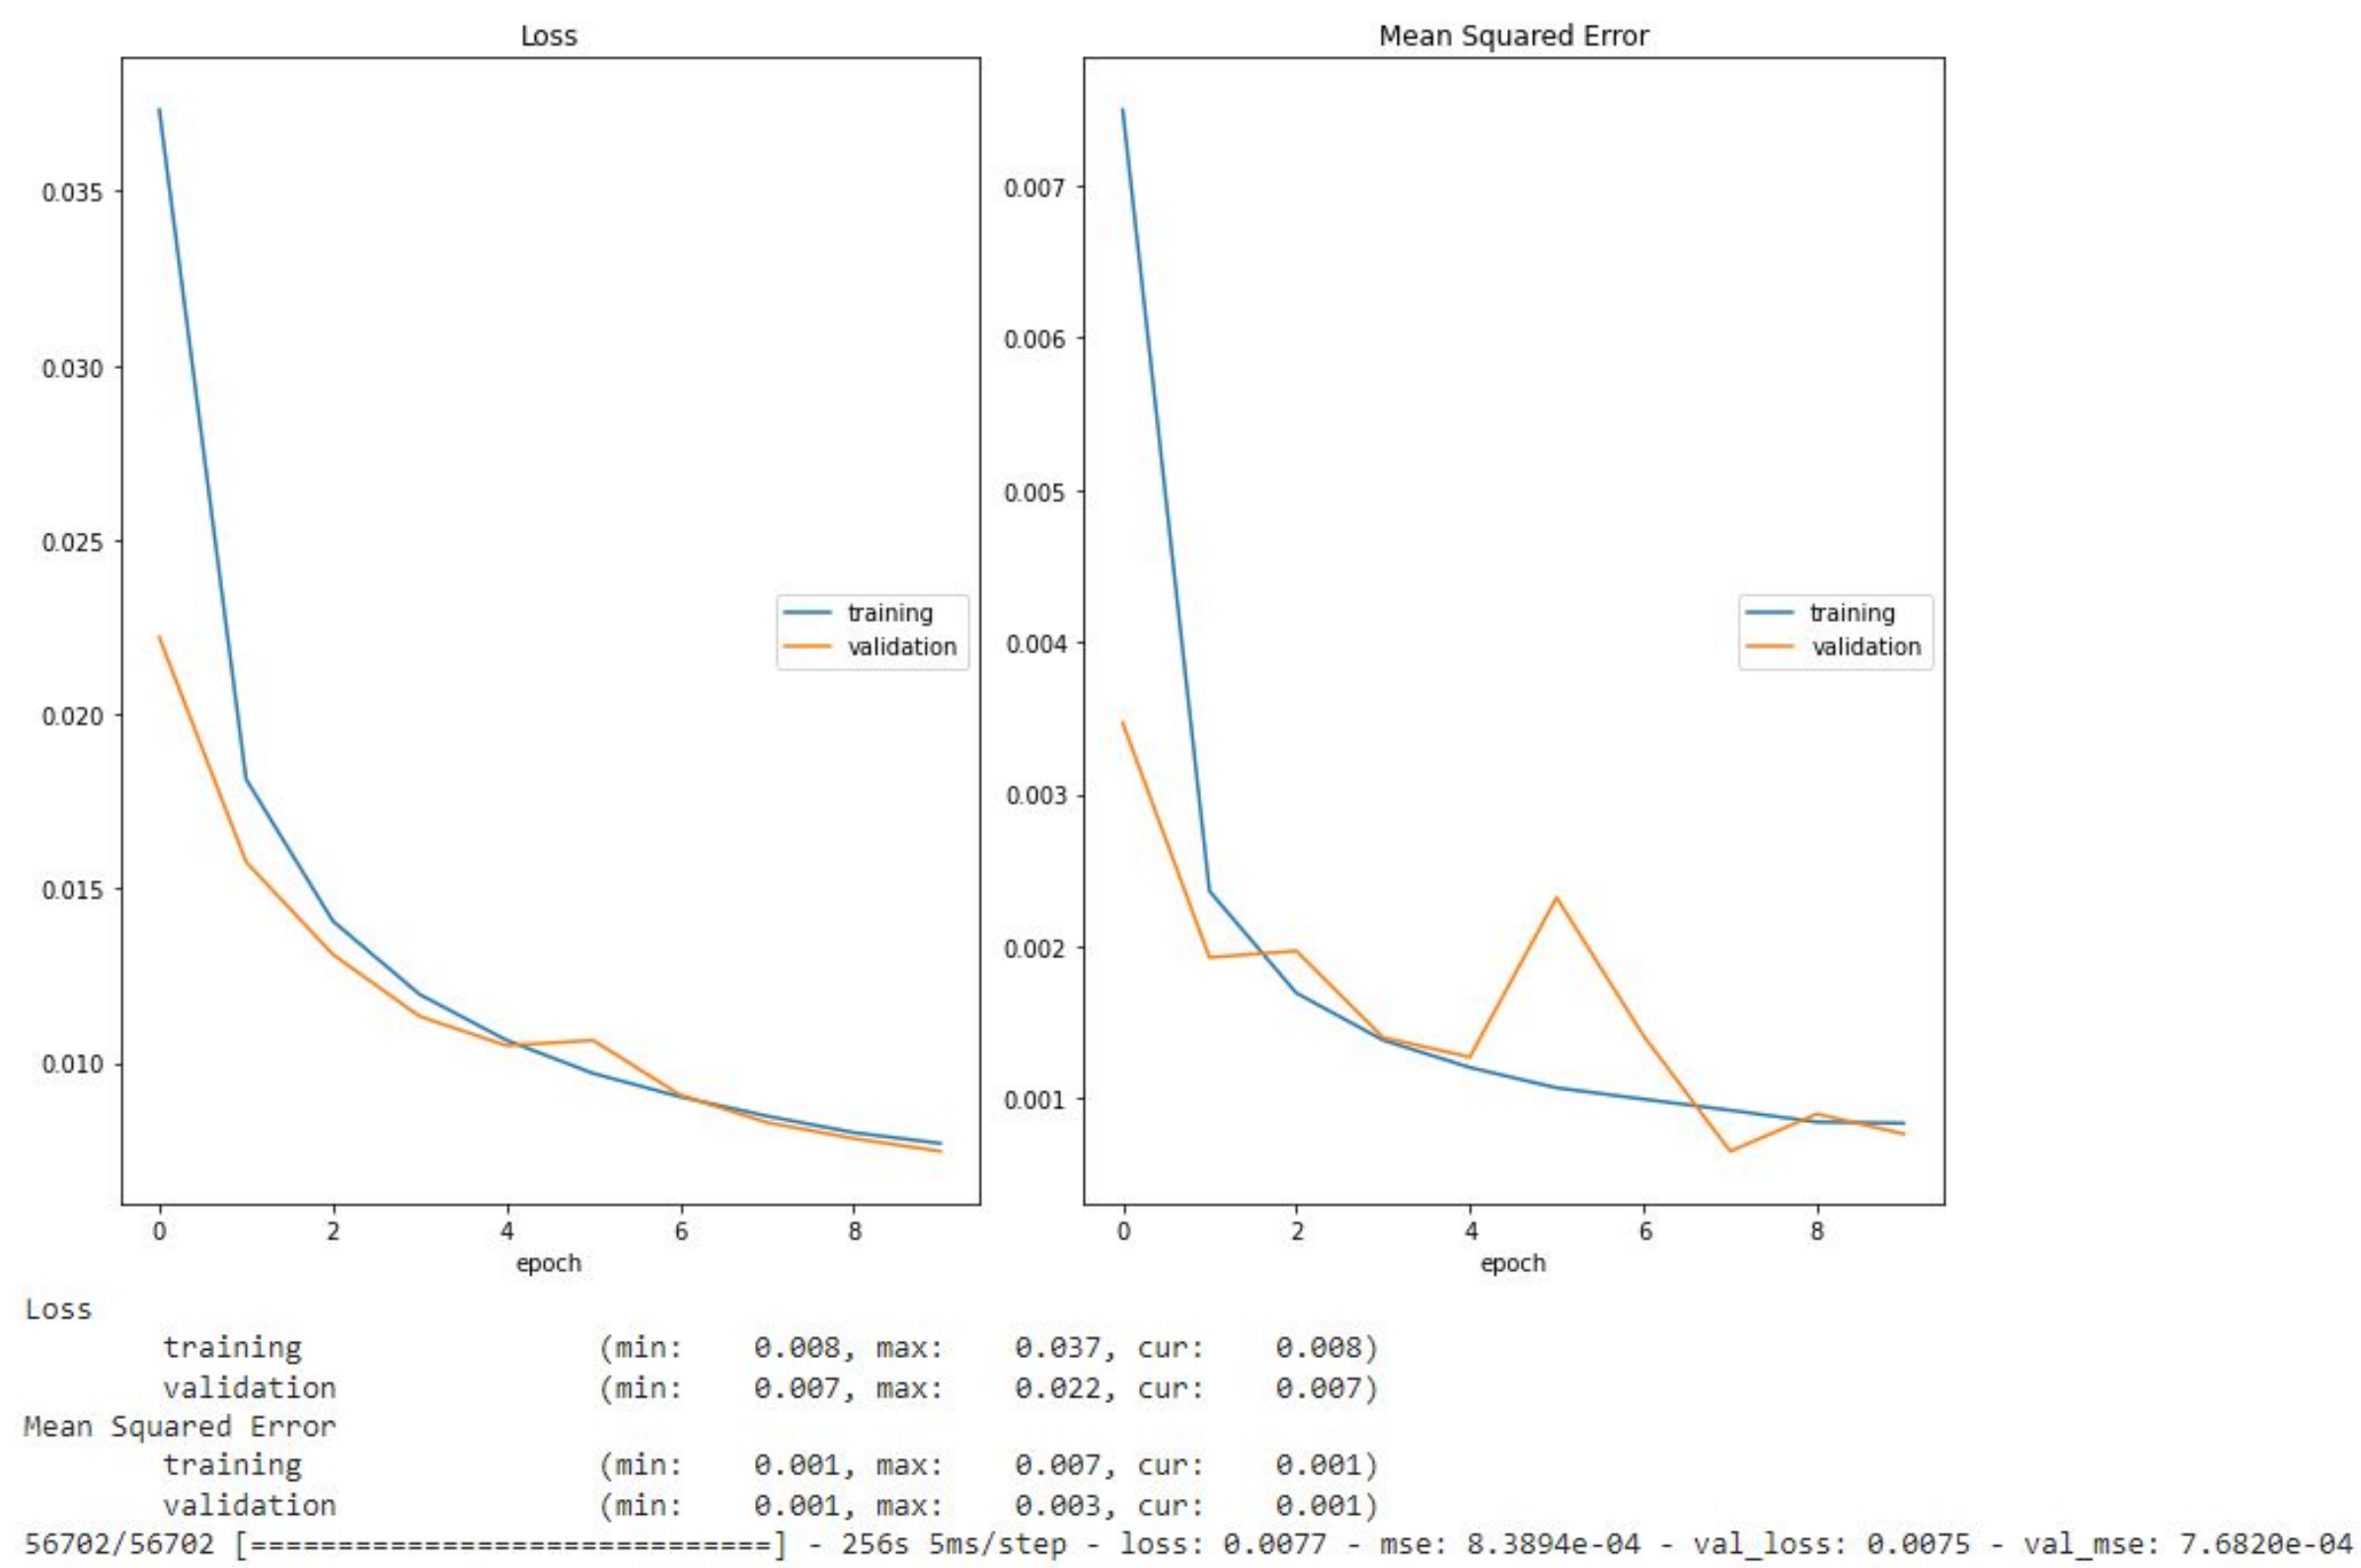 Loss
0.035
0.030
0.025
0.020
0.015
0.010
training
validation
0 2 4 6 8
epoch
Mean Squared Error
0.007
0.006
0.005
0.004
0.003
0.002
0.001
training
validation
0 2 4 6 8
epoch
Loss
training (min: 0.008, max: 0.037, cur: 0.008)
validation (min: 0.007, max: 0.022, cur: 0.007)
Mean Squared Error
training (min: 0.001, max: 0.007, cur: 0.001)
validation (min: 0.001, max: 0.003, cur: 0.001)
56702/56702 [==============================] - 256s 5ms/step - loss: 0.0077 - mse: 8.3894e-04 - val_loss: 0.0075 - val_mse: 7.6820e-04